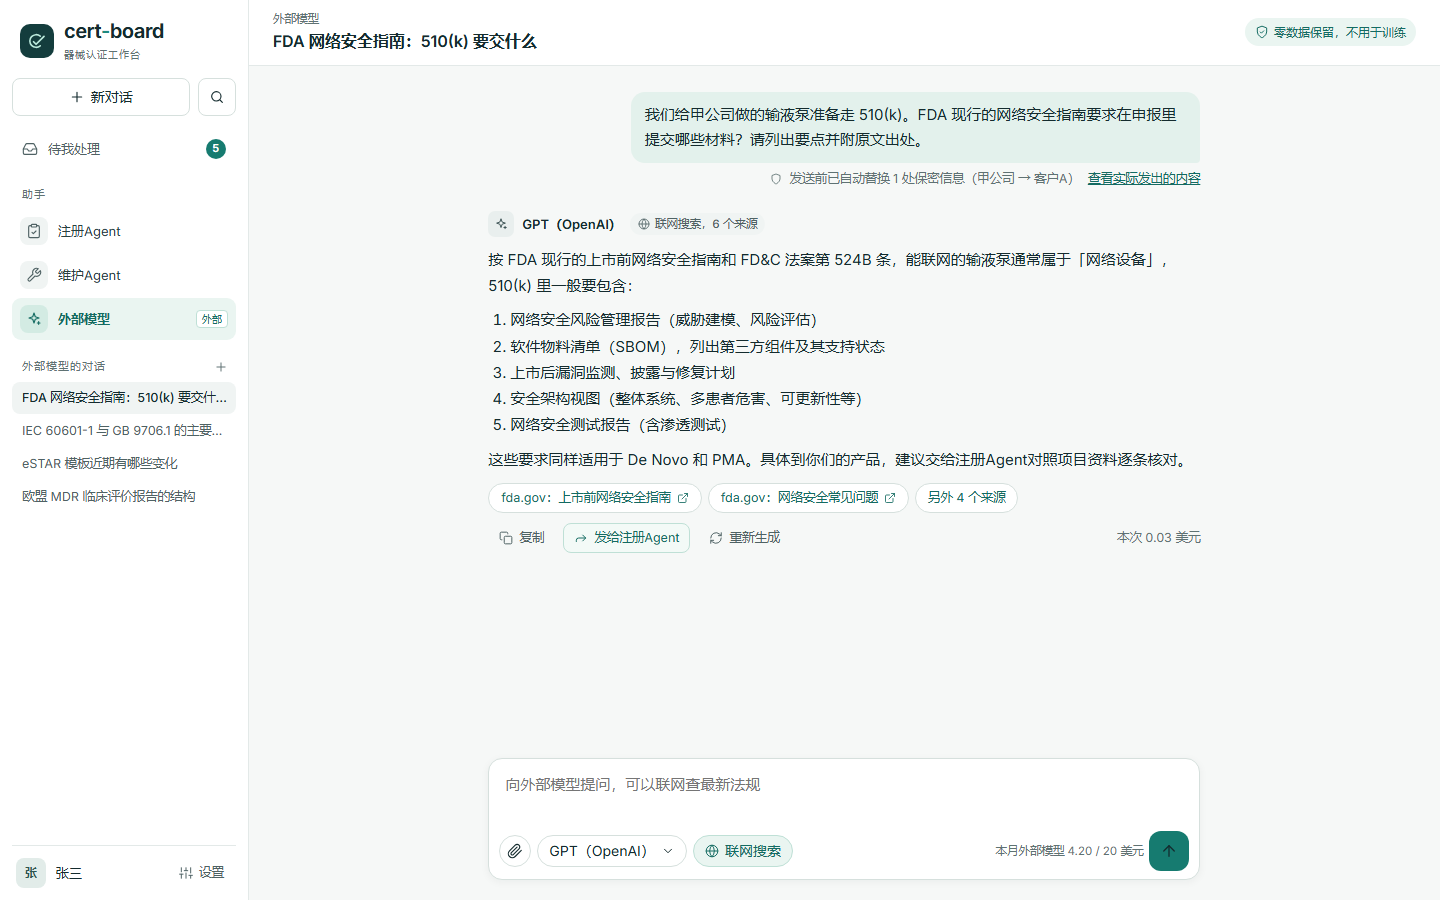 cert-board
器械认证工作台
新对话
待我处理
5
助手
注册Agent
维护Agent
外部模型
外部
外部模型的对话
FDA 网络安全指南：510(k) 要交什...
IEC 60601-1 与 GB 9706.1 的主要...
eSTAR 模板近期有哪些变化
欧盟 MDR 临床评价报告的结构
张
张三
设置
外部模型
FDA 网络安全指南：510(k) 要交什么
零数据保留，不用于训练
我们给甲公司做的输液泵准备走 510(k)。FDA 现行的网络安全指南要求在申报里
提交哪些材料？请列出要点并附原文出处。
发送前已自动替换 1 处保密信息（甲公司 → 客户A）
查看实际发出的内容
GPT（OpenAI）
联网搜索，6 个来源
按 FDA 现行的上市前网络安全指南和 FD&C 法案第 524B 条，能联网的输液泵通常属于「网络设备」，
510(k) 里一般要包含：
1. 网络安全风险管理报告（威胁建模、风险评估）
2. 软件物料清单（SBOM），列出第三方组件及其支持状态
3. 上市后漏洞监测、披露与修复计划
4. 安全架构视图（整体系统、多患者危害、可更新性等）
5. 网络安全测试报告（含渗透测试）
这些要求同样适用于 De Novo 和 PMA。具体到你们的产品，建议交给注册Agent对照项目资料逐条核对。
fda.gov：上市前网络安全指南
fda.gov：网络安全常见问题
另外 4 个来源
复制
发给注册Agent
重新生成
本次 0.03 美元
向外部模型提问，可以联网查最新法规
GPT（OpenAI）
联网搜索
本月外部模型 4.20 / 20 美元